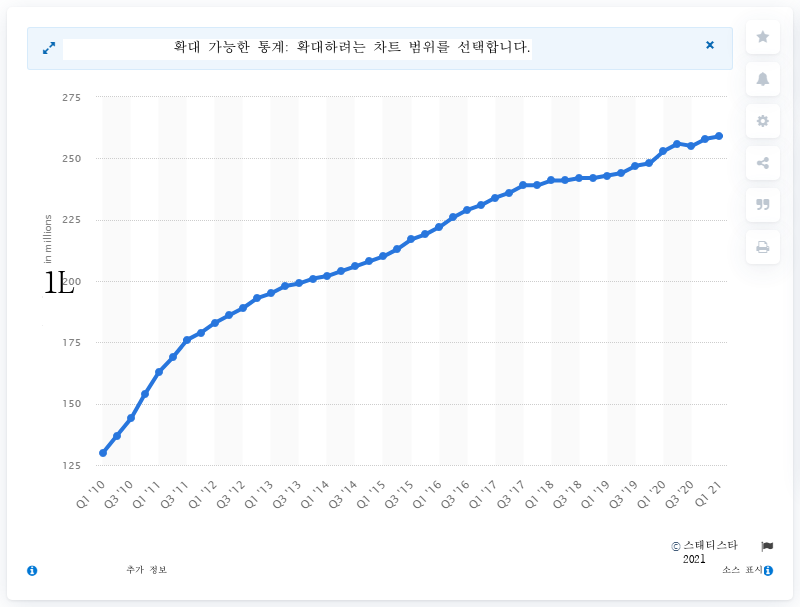 확대 가능한 통계: 확대하려는 차트 범위를 선택합니다.
275
250
225
in millions
1L
200
175
150
125
Q1 '10
Q3 '10
Q1 '11
Q3 '11
Q1 '12
Q3 '12
Q1 '13
Q3 '13
Q1 '14
Q3 '14
Q1 '15
Q3 '15
Q1 '16
Q3 '16
Q1 '17
Q3 '17
Q1 '18
Q3 '18
Q1 '19
Q3 '19
Q1 '20
Q3 '20
Q1 21
© 스태티스타
2021
추가 정보
소스 표시